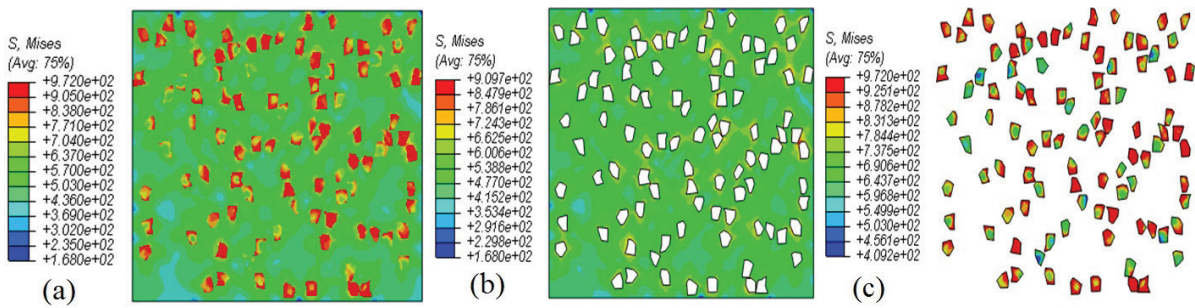 S, Mises
(Avg: 75%)
+9.720e+02
+9.050e+02
+8.380e+02
+7.710e+02
+7.040e+02
+6.370e+02
+5.700e+02
+5.030e+02
+4.360e+02
+3.690e+02
+3.020e+02
+2.350e+02
+1.680e+02
(a)
S, Mises
(Avg: 75%)
+9.097e+02
+8.479e+02
+7.861e+02
+7.243e+02
+6.625e+02
+6.006e+02
+5.388e+02
+4.770e+02
+4.152e+02
+3.534e+02
+2.916e+02
+2.298e+02
+1.680e+02
(b)
S, Mises
(Avg: 75%)
+9.720e+02
+9.251e+02
+8.782e+02
+8.313e+02
+7.844e+02
+7.375e+02
+6.906e+02
+6.437e+02
+5.968e+02
+5.499e+02
+5.030e+02
+4.561e+02
+4.092e+02
(c)